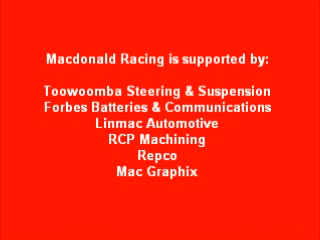 Macdonald Racing is supported by:
Toowoomba Steering & Suspension
Forbes Batteries & Communications
Linmac Automotive
RCP Machining
Repco
Mac Graphix